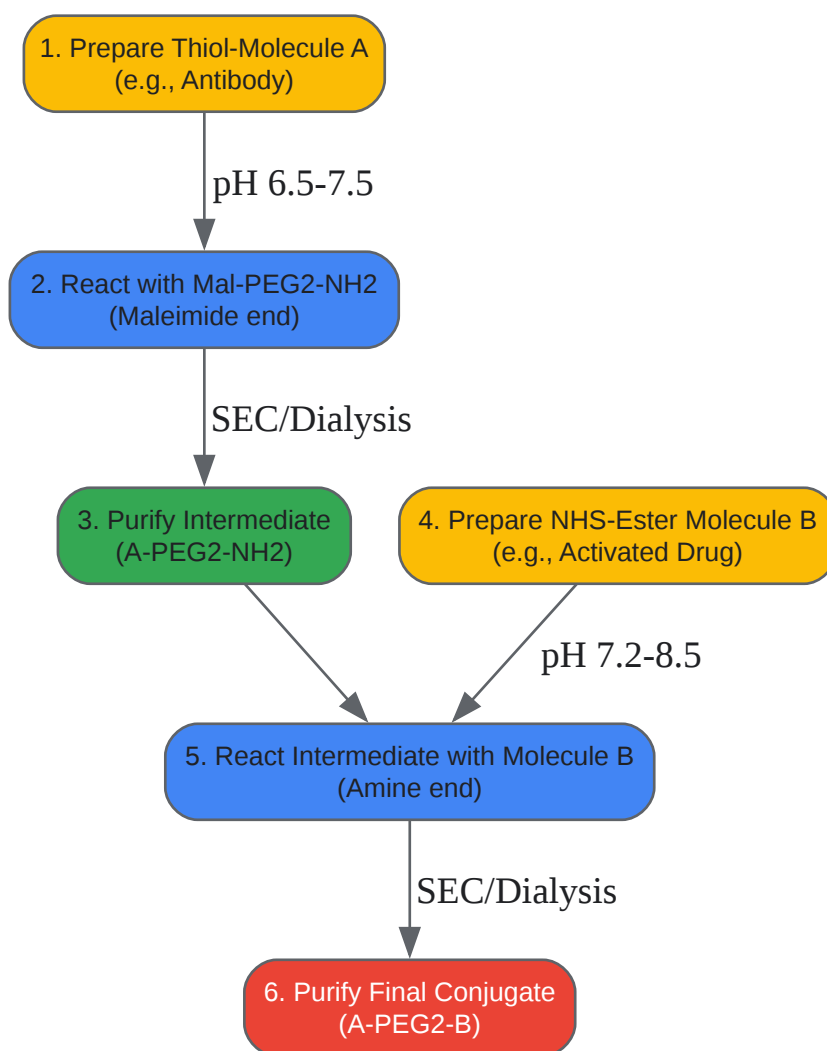 1. Prepare Thiol-Molecule A
(e.g., Antibody)
pH 6.5-7.5
2. React with Mal-PEG2-NH2
(Maleimide end)
SEC/Dialysis
3. Purify Intermediate
(A-PEG2-NH2)
4. Prepare NHS-Ester Molecule B
(e.g., Activated Drug)
pH 7.2-8.5
5. React Intermediate with Molecule B
(Amine end)
SEC/Dialysis
6. Purify Final Conjugate
(A-PEG2-B)